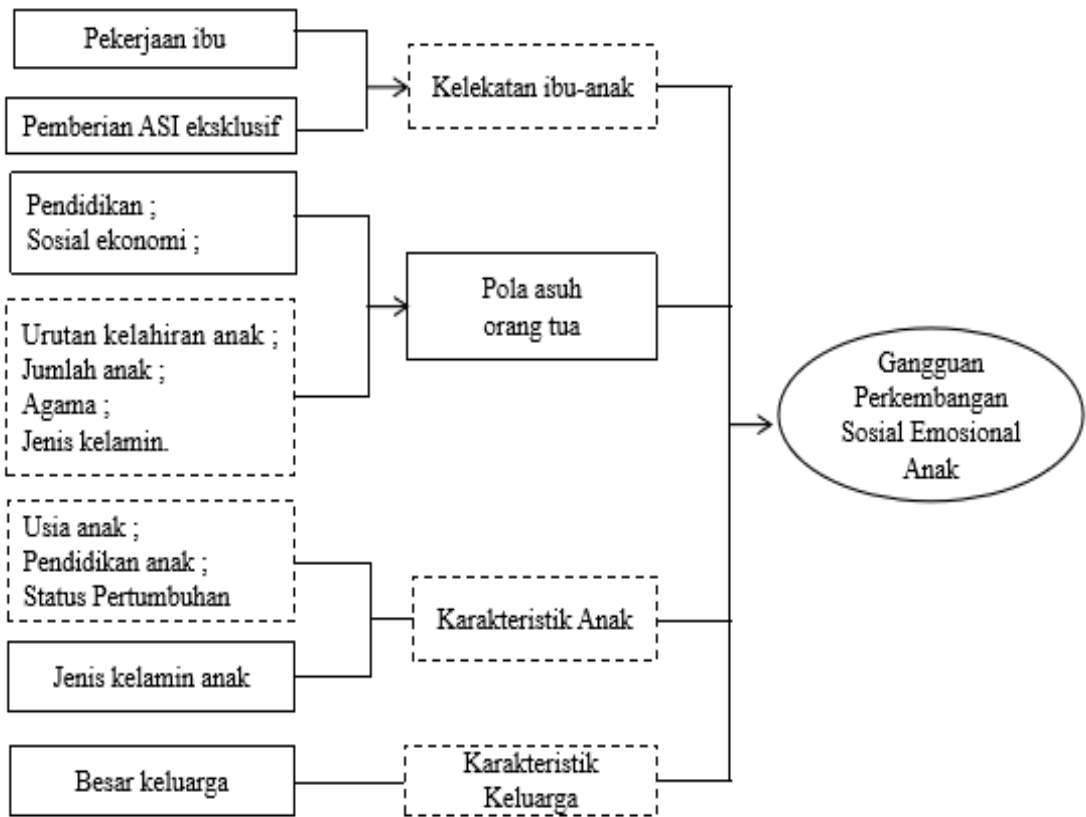 Pekerjaan ibu
Pemberian ASI eksklusif
Kelekatan ibu-anak
Pendidikan ;
Sosial ekonomi ;
Urutan kelahiran anak ;
Jumlah anak ;
Agama ;
Jenis kelamin.
Pola asuh
orang tua
Usia anak ;
Pendidikan anak ;
Status Pertumbuhan
Jenis kelamin anak
Karakteristik Anak
Besar keluarga
Karakteristik
Keluarga
Gangguan
Perkembangan
Sosial Emosional
Anak